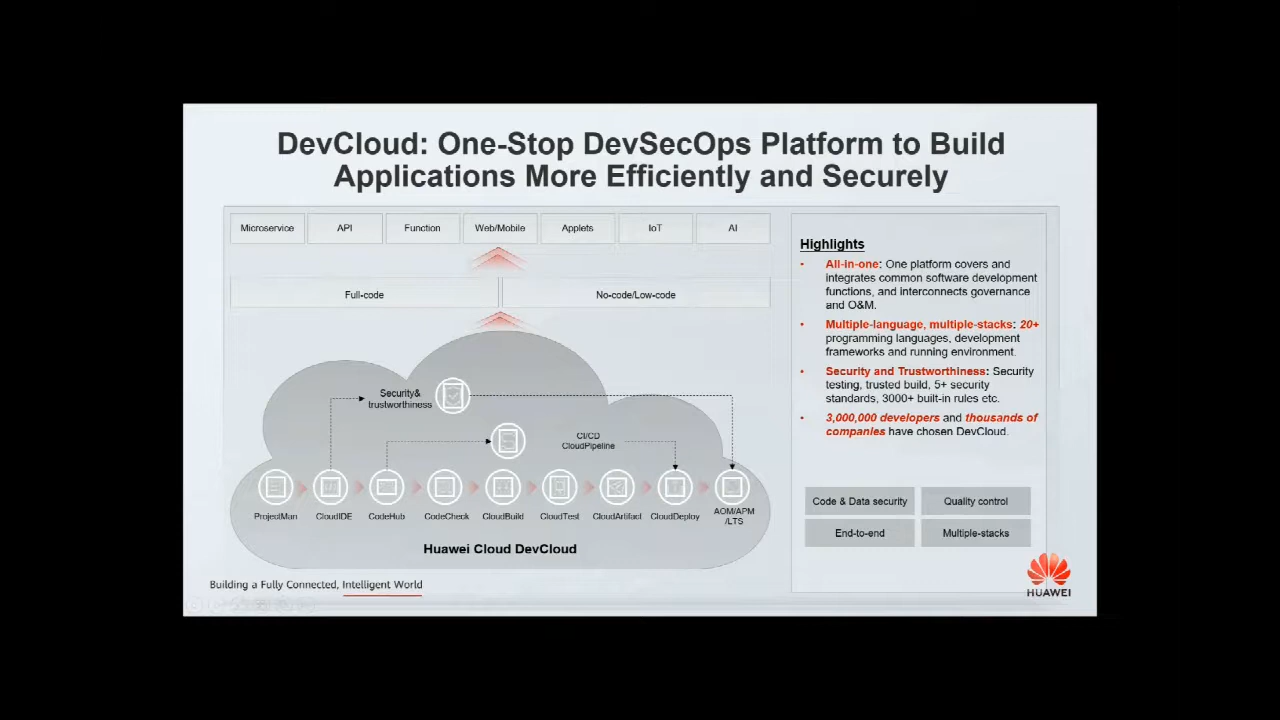 DevCloud: One-Stop DevSecOps Platform to Build
Applications More Efficiently and Securely
Microservice
API
Function
Web/Mobile
Applets
IoT
AI
Full-code
No-code/Low-code
Security&
trustworthiness
CI/CD
CloudPipeline
ProjectMan
CloudIDE
CodeHub
CodeCheck
CloudBuild
CloudTest
CloudArtifact
CloudDeploy
AOM/APM
/LTS
Huawei Cloud DevCloud
Highlights
• All-in-one: One platform covers and
integrates common software development
functions, and interconnects governance
and O&M.
• Multiple-language, multiple-stacks: 20+
programming languages, development
frameworks and running environment.
• Security and Trustworthiness: Security
testing, trusted build, 5+ security
standards, 3000+ built-in rules etc.
• 3,000,000 developers and thousands of
companies have chosen DevCloud.
Code & Data security
Quality control
End-to-end
Multiple-stacks
Building a Fully Connected, Intelligent World
HUAWEI